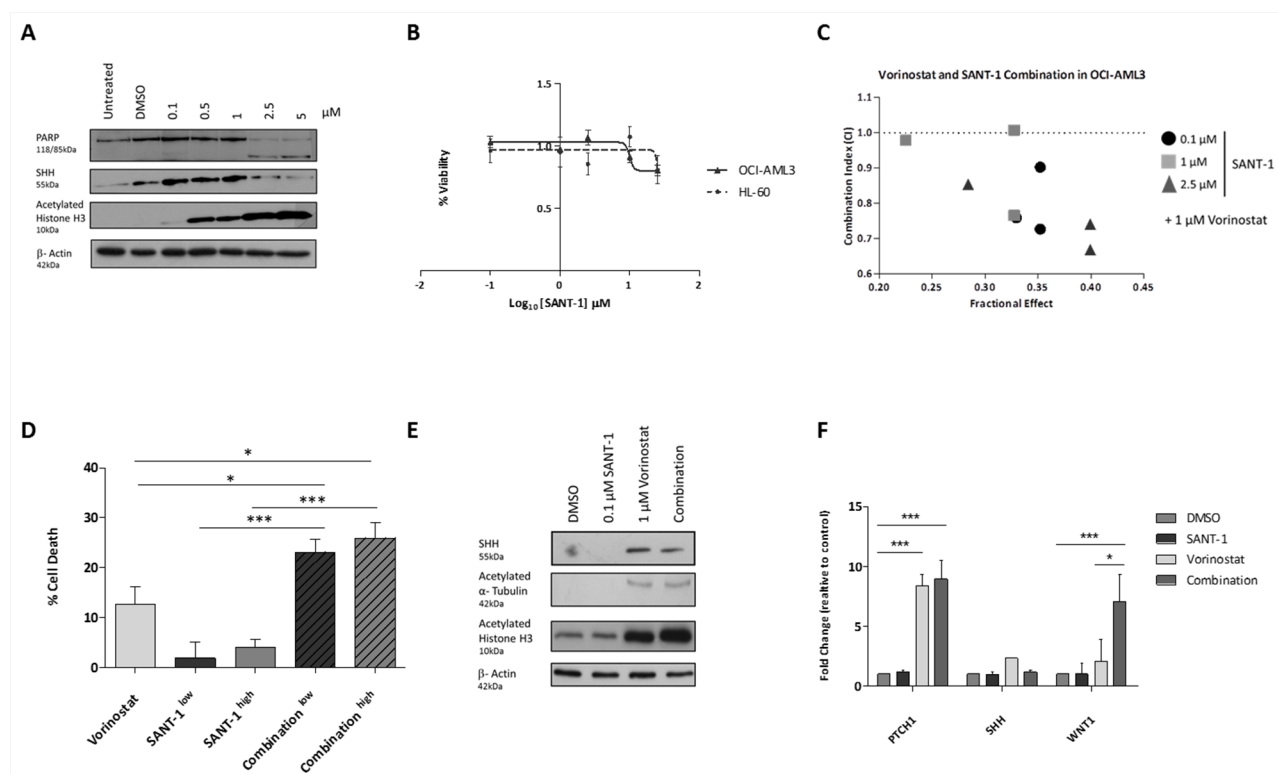 A
Untreated
DMSO
0.1
0.5
1
2.5
5
µM
PARP
118/85kDa
SHH
55kDa
Acetylated
Histone H3
10kDa
β- Actin
42kDa
B
1.5
1.0
0.5
% Viability
-2
-1
0
1
2
Log10 [SANT-1] µM
OCI-AML3
HL-60
C
Vorinostat and SANT-1 Combination in OCI-AML3
1.1
1.0
0.9
0.8
0.7
0.6
Combination Index (CI)
0.20
0.25
0.30
0.35
0.40
0.45
Fractional Effect
0.1 µM
1 µM
2.5 µM
SANT-1
+ 1 µM Vorinostat
D
40
30
20
10
0
% Cell Death
*
*
***
***
Vorinostat
SANT-1 low
SANT-1 high
Combination low
Combination high
E
DMSO
0.1 µM SANT-1
1 µM Vorinostat
Combination
SHH
55kDa
Acetylated
α- Tubulin
42kDa
Acetylated
Histone H3
10kDa
β- Actin
42kDa
F
15
10
5
0
Fold Change (realtive to control)
***
***
***
*
PTCH1
SHH
WNT1
DMSO
SANT-1
Vorinostat
Combination